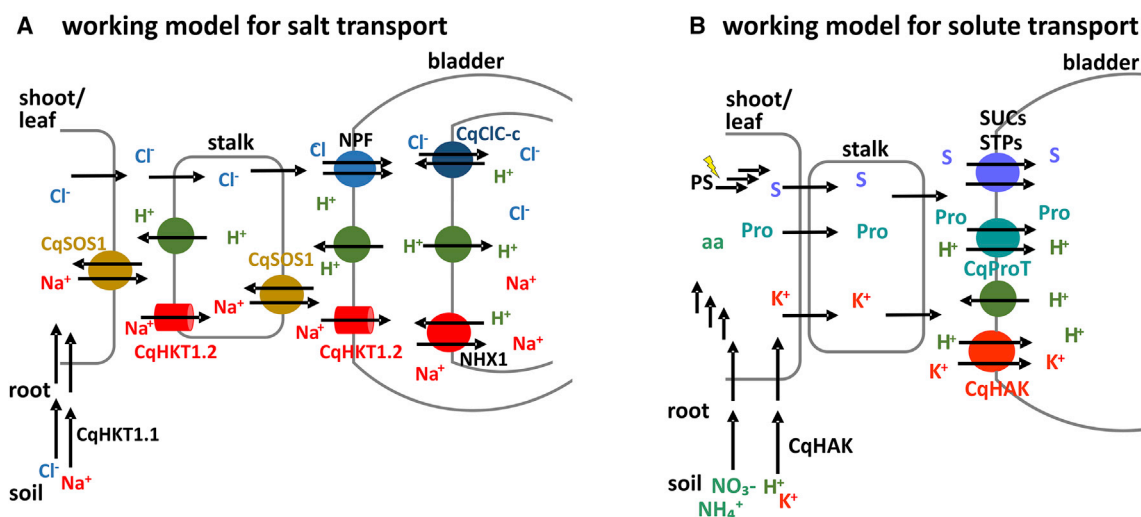 A working model for salt transport
bladder
shoot/
leaf
stalk
Cl⁻
Cl⁻
Cl⁻
Cl⁻
NPF
Cl
Cl⁻
CqClC-c
Cl⁻
H⁺
Cl⁻
H⁺
H⁺
H⁺
H⁺
H⁺
H⁺
CqSOS1
CqSOS1
Na⁺
Na⁺
Na⁺
Na⁺
Na⁺
H⁺
Na⁺
Na⁺
CqHKT1.2
CqHKT1.2
NHX1
root
CqHKT1.1
Cl⁻
Na⁺
soil
B working model for solute transport
bladder
shoot/
leaf
stalk
SUCs
STPs
PS
S
S
S
S
aa
Pro
Pro
Pro
Pro
H⁺
H⁺
CqProT
K⁺
K⁺
H⁺
H⁺
H⁺
K⁺
K⁺
CqHAK
root
CqHAK
soil
NO₃-
H⁺
NH₄⁺
K⁺